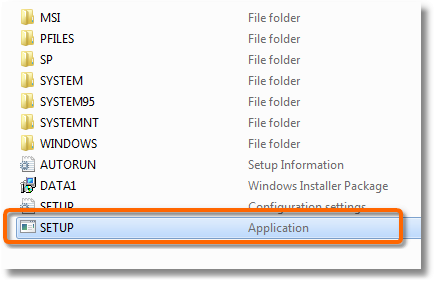 MSI File folder
PFILES File folder
SP File folder
SYSTEM File folder
SYSTEM95 File folder
SYSTEMNT File folder
WINDOWS File folder
AUTORUN Setup Information
DATA1 Windows Installer Package
SETUP Configuration settings
SETUP Application